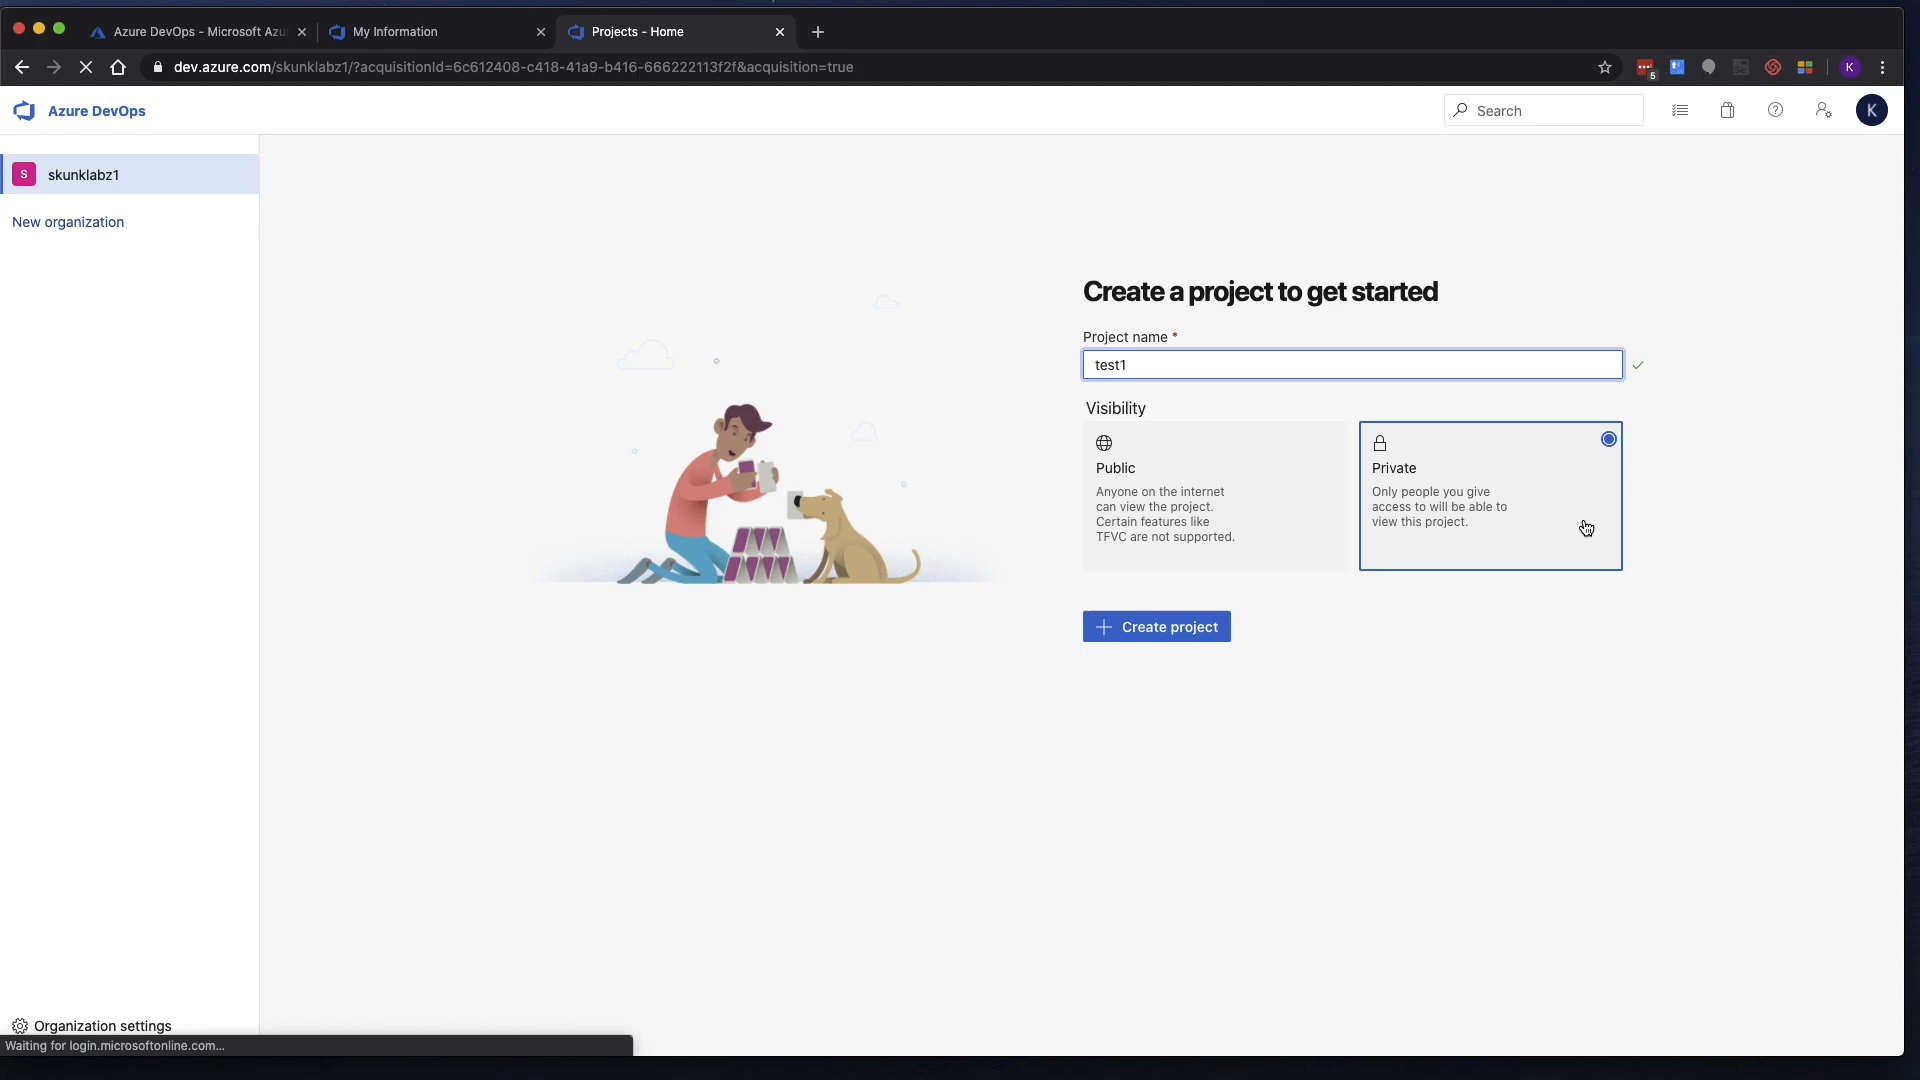 Azure DevOps - Microsoft Azu
My Information
Projects - Home
dev.azure.com/skunklabz1/?acquisitionId=6c612408-c418-41a9-b416-666222113f2f&acquisition=true
5
K
Azure DevOps
Search
K
S
skunklabz1
New organization
Create a project to get started
Project name *
test1
Visibility
Public
Anyone on the internet
can view the project.
Certain features like
TFVC are not supported.
Private
Only people you give
access to will be able to
view this project.
Create project
Organization settings
Waiting for login.microsoftonline.com...